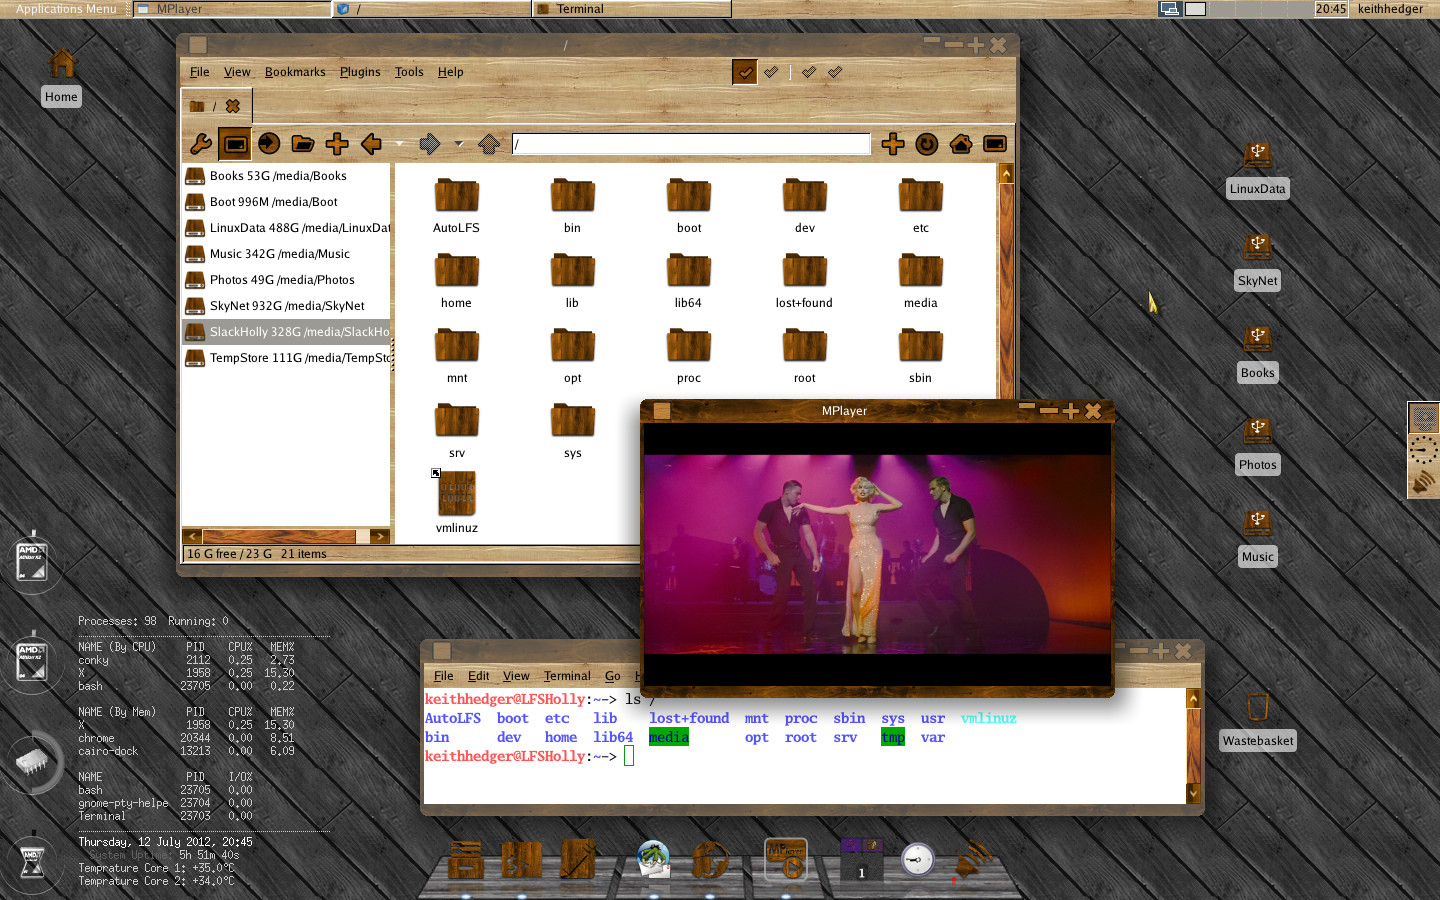 Applications Menu MPlayer / Terminal 20:45 keithhedger
Home
/
File View Bookmarks Plugins Tools Help
/
/
Books 53G /media/Books
Boot 996M /media/Boot
LinuxData 488G /media/LinuxDat
Music 342G /media/Music
Photos 49G /media/Photos
SkyNet 932G /media/SkyNet
SlackHolly 328G /media/SlackHo
TempStore 111G /media/TempSto
AutoLFS bin boot dev etc
home lib lib64 lost+found media
mnt opt proc root sbin
srv sys
vmlinuz
16 G free / 23 G 21 items
LinuxData
SkyNet
Books
Photos
Music
Wastebasket
MPlayer
File Edit View Terminal Go H
keithhedger@LFSHolly:~-> ls /
AutoLFS boot etc lib lost+found mnt proc sbin sys usr vmlinuz
bin dev home lib64 media opt root srv tmp var
keithhedger@LFSHolly:~->
AMD
Athlon X2
64
AMD
Athlon X2
64
Processes: 98 Running: 0
NAME (By CPU) PID CPU% MEM%
conky 2112 0.25 2.73
X 1958 0.25 15.30
bash 23705 0.00 0.22
NAME (By Mem) PID CPU% MEM%
X 1958 0.25 15.30
chrome 20344 0.00 8.51
cairo-dock 13213 0.00 6.09
NAME PID I/O%
bash 23705 0.00
gnome-pty-helpe 23704 0.00
Terminal 23703 0.00
Thursday, 12 July 2012, 20:45
System Uptime: 5h 51m 40s
Temprature Core 1: +35.0°C
Temprature Core 2: +34.0°C
AMD
MPlayer
1